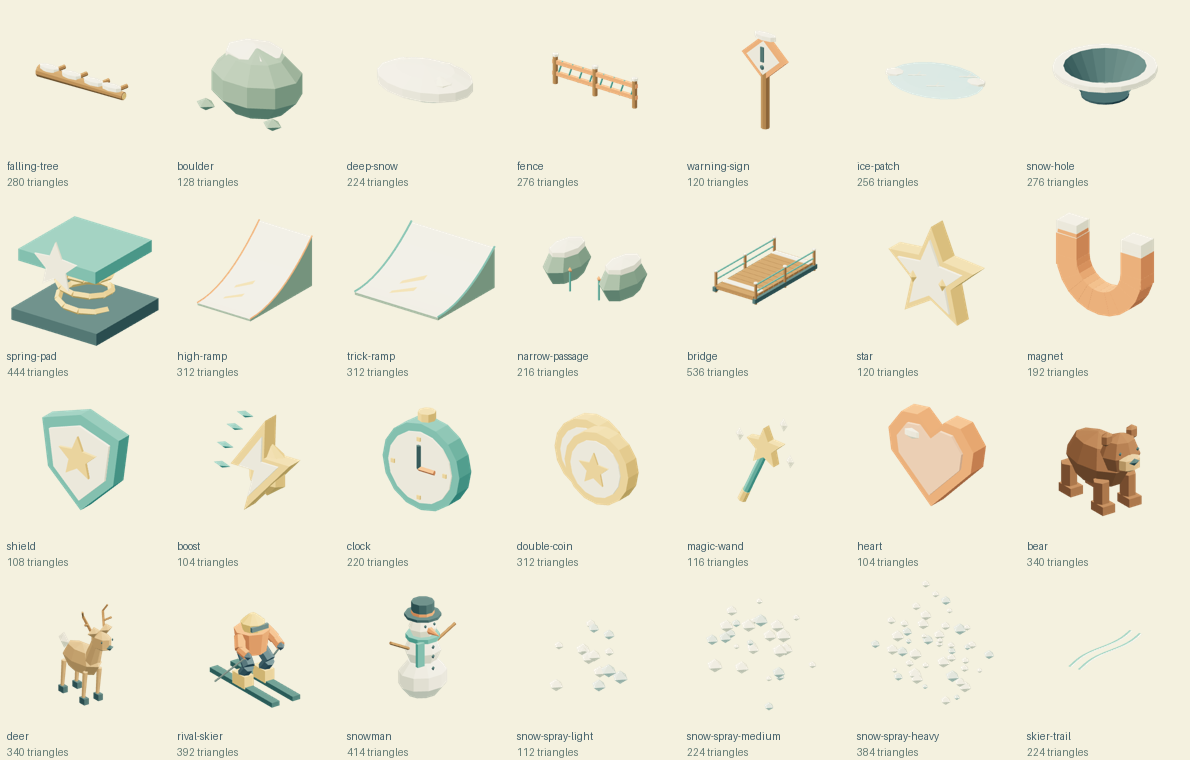 !
falling-tree
280 triangles
boulder
128 triangles
deep-snow
224 triangles
fence
276 triangles
warning-sign
120 triangles
ice-patch
256 triangles
snow-hole
276 triangles
spring-pad
444 triangles
high-ramp
312 triangles
trick-ramp
312 triangles
narrow-passage
216 triangles
bridge
536 triangles
star
120 triangles
magnet
192 triangles
shield
108 triangles
boost
104 triangles
clock
220 triangles
double-coin
312 triangles
magic-wand
116 triangles
heart
104 triangles
bear
340 triangles
deer
340 triangles
rival-skier
392 triangles
snowman
414 triangles
snow-spray-light
112 triangles
snow-spray-medium
224 triangles
snow-spray-heavy
384 triangles
skier-trail
224 triangles